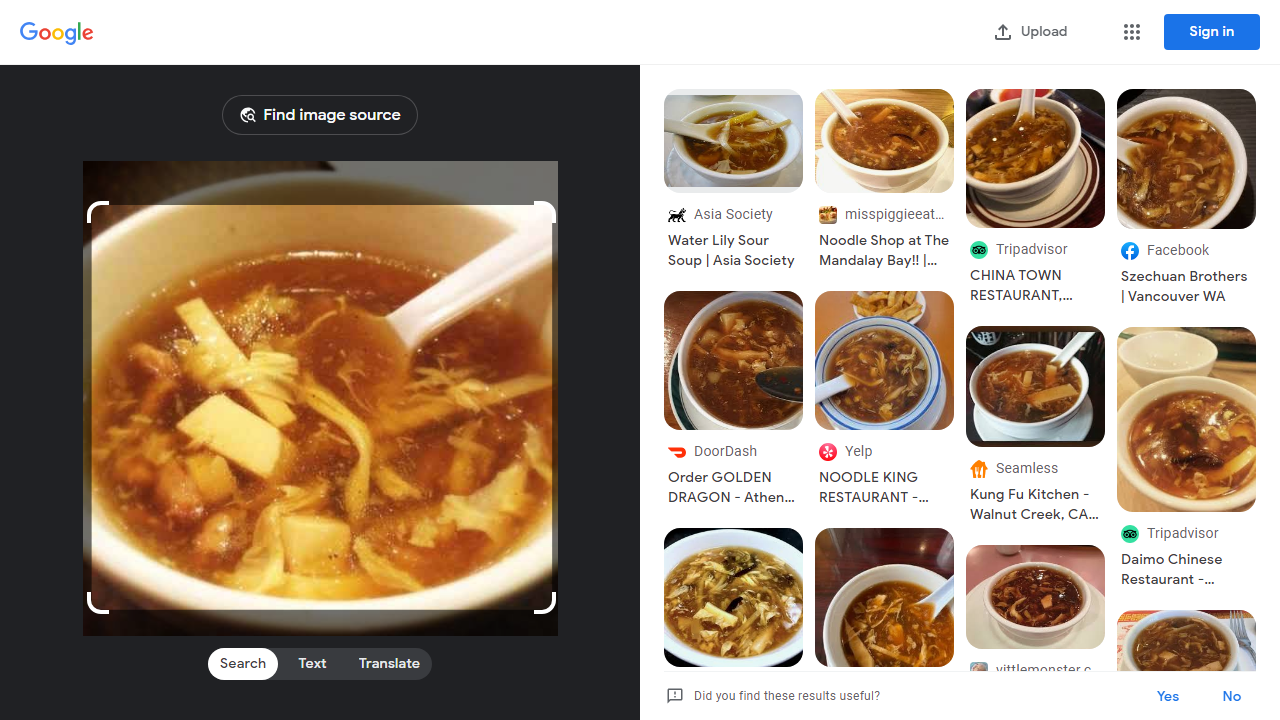 Google
Upload
Sign in
Find image source
Search
Text
Translate
Asia Society
Water Lily Sour
Soup | Asia Society
misspiggieeat...
Noodle Shop at The
Mandalay Bay!! |...
Tripadvisor
CHINA TOWN
RESTAURANT,...
Facebook
Szechuan Brothers
| Vancouver WA
DoorDash
Order GOLDEN
DRAGON - Athen...
Yelp
NOODLE KING
RESTAURANT -...
Seamless
Kung Fu Kitchen -
Walnut Creek, CA...
Tripadvisor
Daimo Chinese
Restaurant -...
vittlemonster.c...
Did you find these results useful?
Yes
No